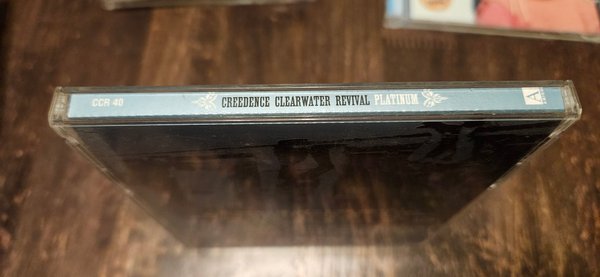 CCR 40 CREEDENCE CLEARWATER REVIVAL PLATINUM